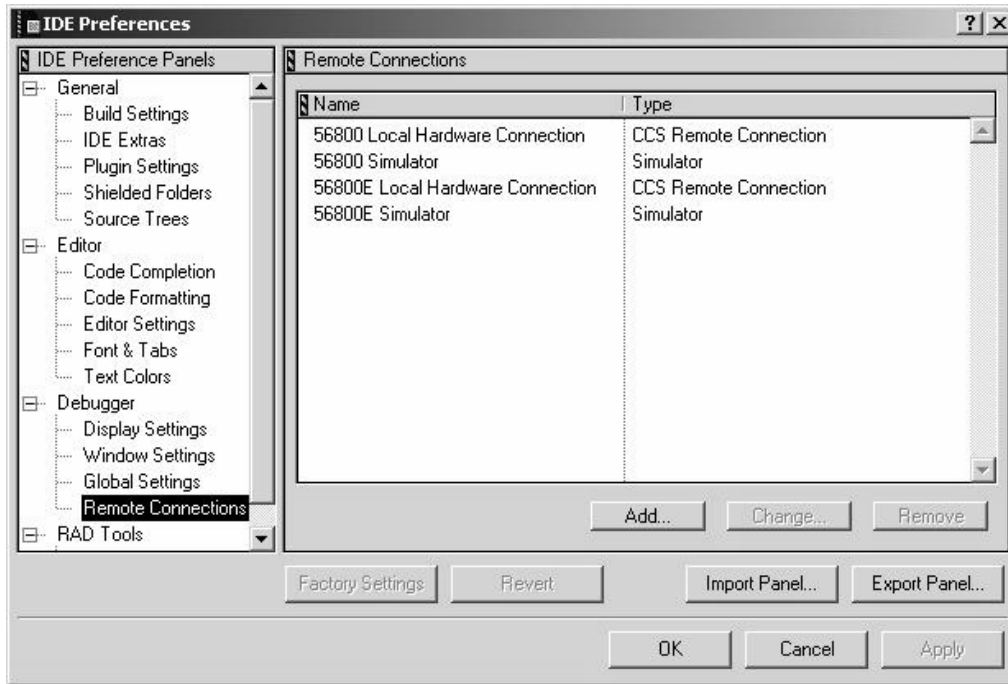 IDE Preferences
? ×
IDE Preference Panels
General
Build Settings
IDE Extras
Plugin Settings
Shielded Folders
Source Trees
Editor
Code Completion
Code Formatting
Editor Settings
Font & Tabs
Text Colors
Debugger
Display Settings
Window Settings
Global Settings
Remote Connections
RAD Tools
Remote Connections
Name Type
56800 Local Hardware Connection CCS Remote Connection
56800 Simulator Simulator
56800E Local Hardware Connection CCS Remote Connection
56800E Simulator Simulator
Add... Change... Remove
Factory Settings Revert Import Panel... Export Panel...
OK Cancel Apply